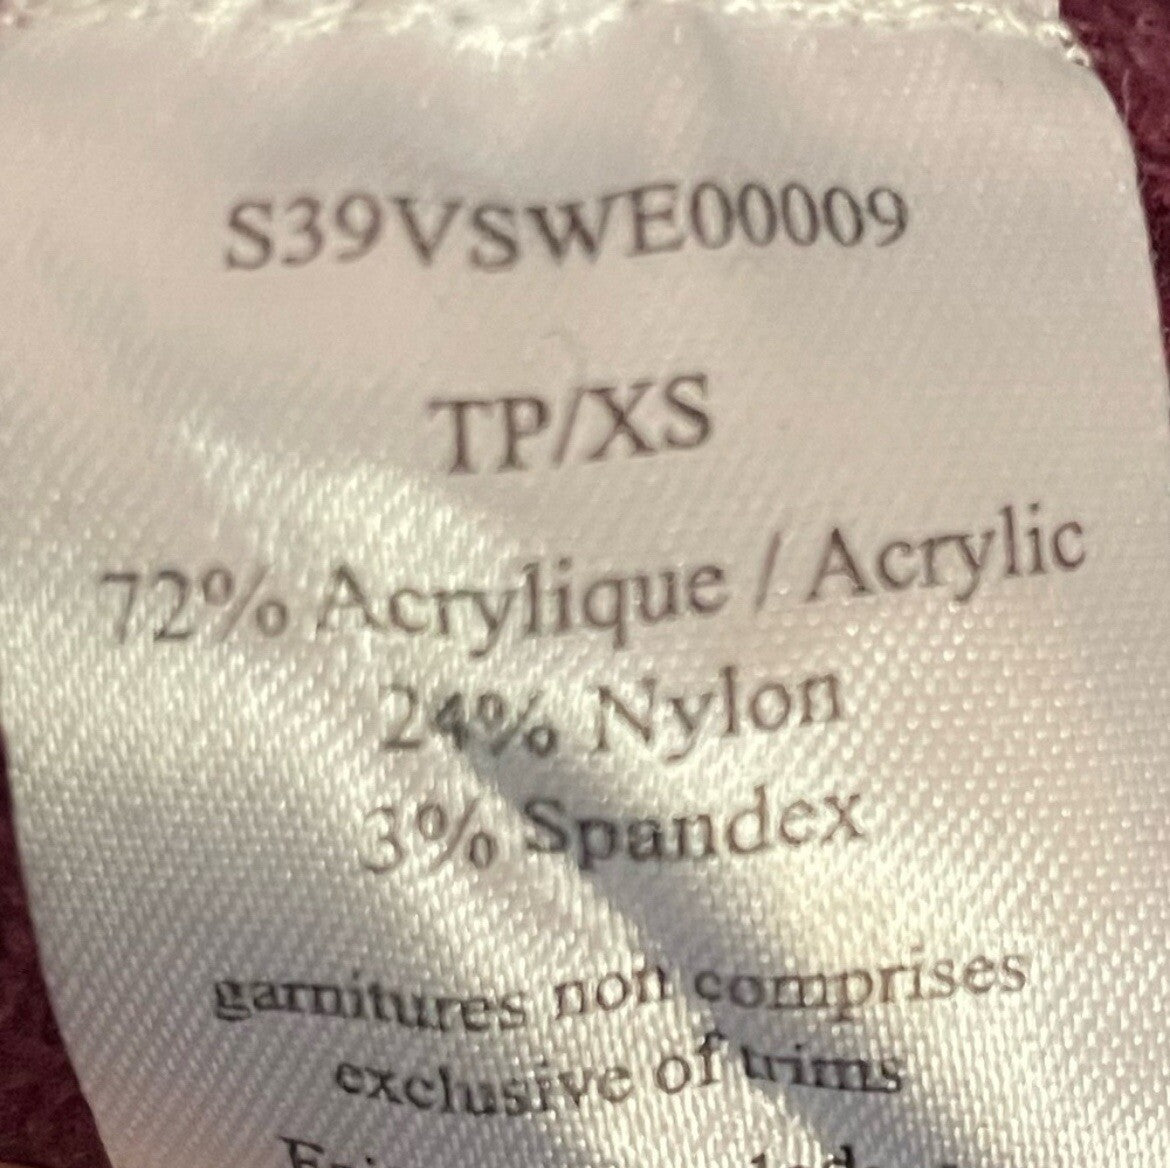 S39VSWE00009
TP/XS
72% Acrylique / Acrylic
24% Nylon
3% Spandex
garnitures non comprises
exclusive of trims